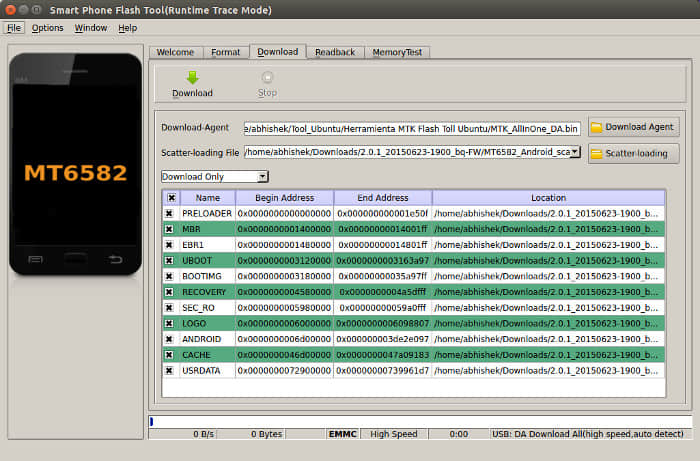 Smart Phone Flash Tool(Runtime Trace Mode)
File Options Window Help
Welcome Format Download Readback MemoryTest
Download Stop
Download-Agent e/abhishek/Tool_Ubuntu/Herramienta MTK Flash Toll Ubuntu/MTK_AllInOne_DA.bin Download Agent
Scatter-loading File /home/abhishek/Downloads/2.0.1_20150623-1900_bq-FW/MT6582_Android_sca Scatter-loading
MT6582
Download Only
Name Begin Address End Address Location
PRELOADER 0x0000000000000000 0x000000000001e50f /home/abhishek/Downloads/2.0.1_20150623-1900_b...
MBR 0x0000000001400000 0x00000000014001ff /home/abhishek/Downloads/2.0.1_20150623-1900_b...
EBR1 0x0000000001480000 0x00000000014801ff /home/abhishek/Downloads/2.0.1_20150623-1900_b...
UBOOT 0x0000000003120000 0x0000000003163a97 /home/abhishek/Downloads/2.0.1_20150623-1900_b...
BOOTIMG 0x0000000003180000 0x00000000035a97ff /home/abhishek/Downloads/2.0.1_20150623-1900_b...
RECOVERY 0x0000000004580000 0x0000000004a5dfff /home/abhishek/Downloads/2.0.1_20150623-1900_b...
SEC_RO 0x0000000005980000 0x00000000059a0fff /home/abhishek/Downloads/2.0.1_20150623-1900_b...
LOGO 0x0000000006000000 0x0000000006098807 /home/abhishek/Downloads/2.0.1_20150623-1900_b...
ANDROID 0x0000000006d00000 0x000000003de2e097 /home/abhishek/Downloads/2.0.1_20150623-1900_b...
CACHE 0x0000000046d00000 0x0000000047a09183 /home/abhishek/Downloads/2.0.1_20150623-1900_b...
USRDATA 0x0000000072900000 0x00000000739961d7 /home/abhishek/Downloads/2.0.1_20150623-1900_b...
0 B/s 0 Bytes EMMC High Speed 0:00 USB: DA Download All(high speed,auto detect)